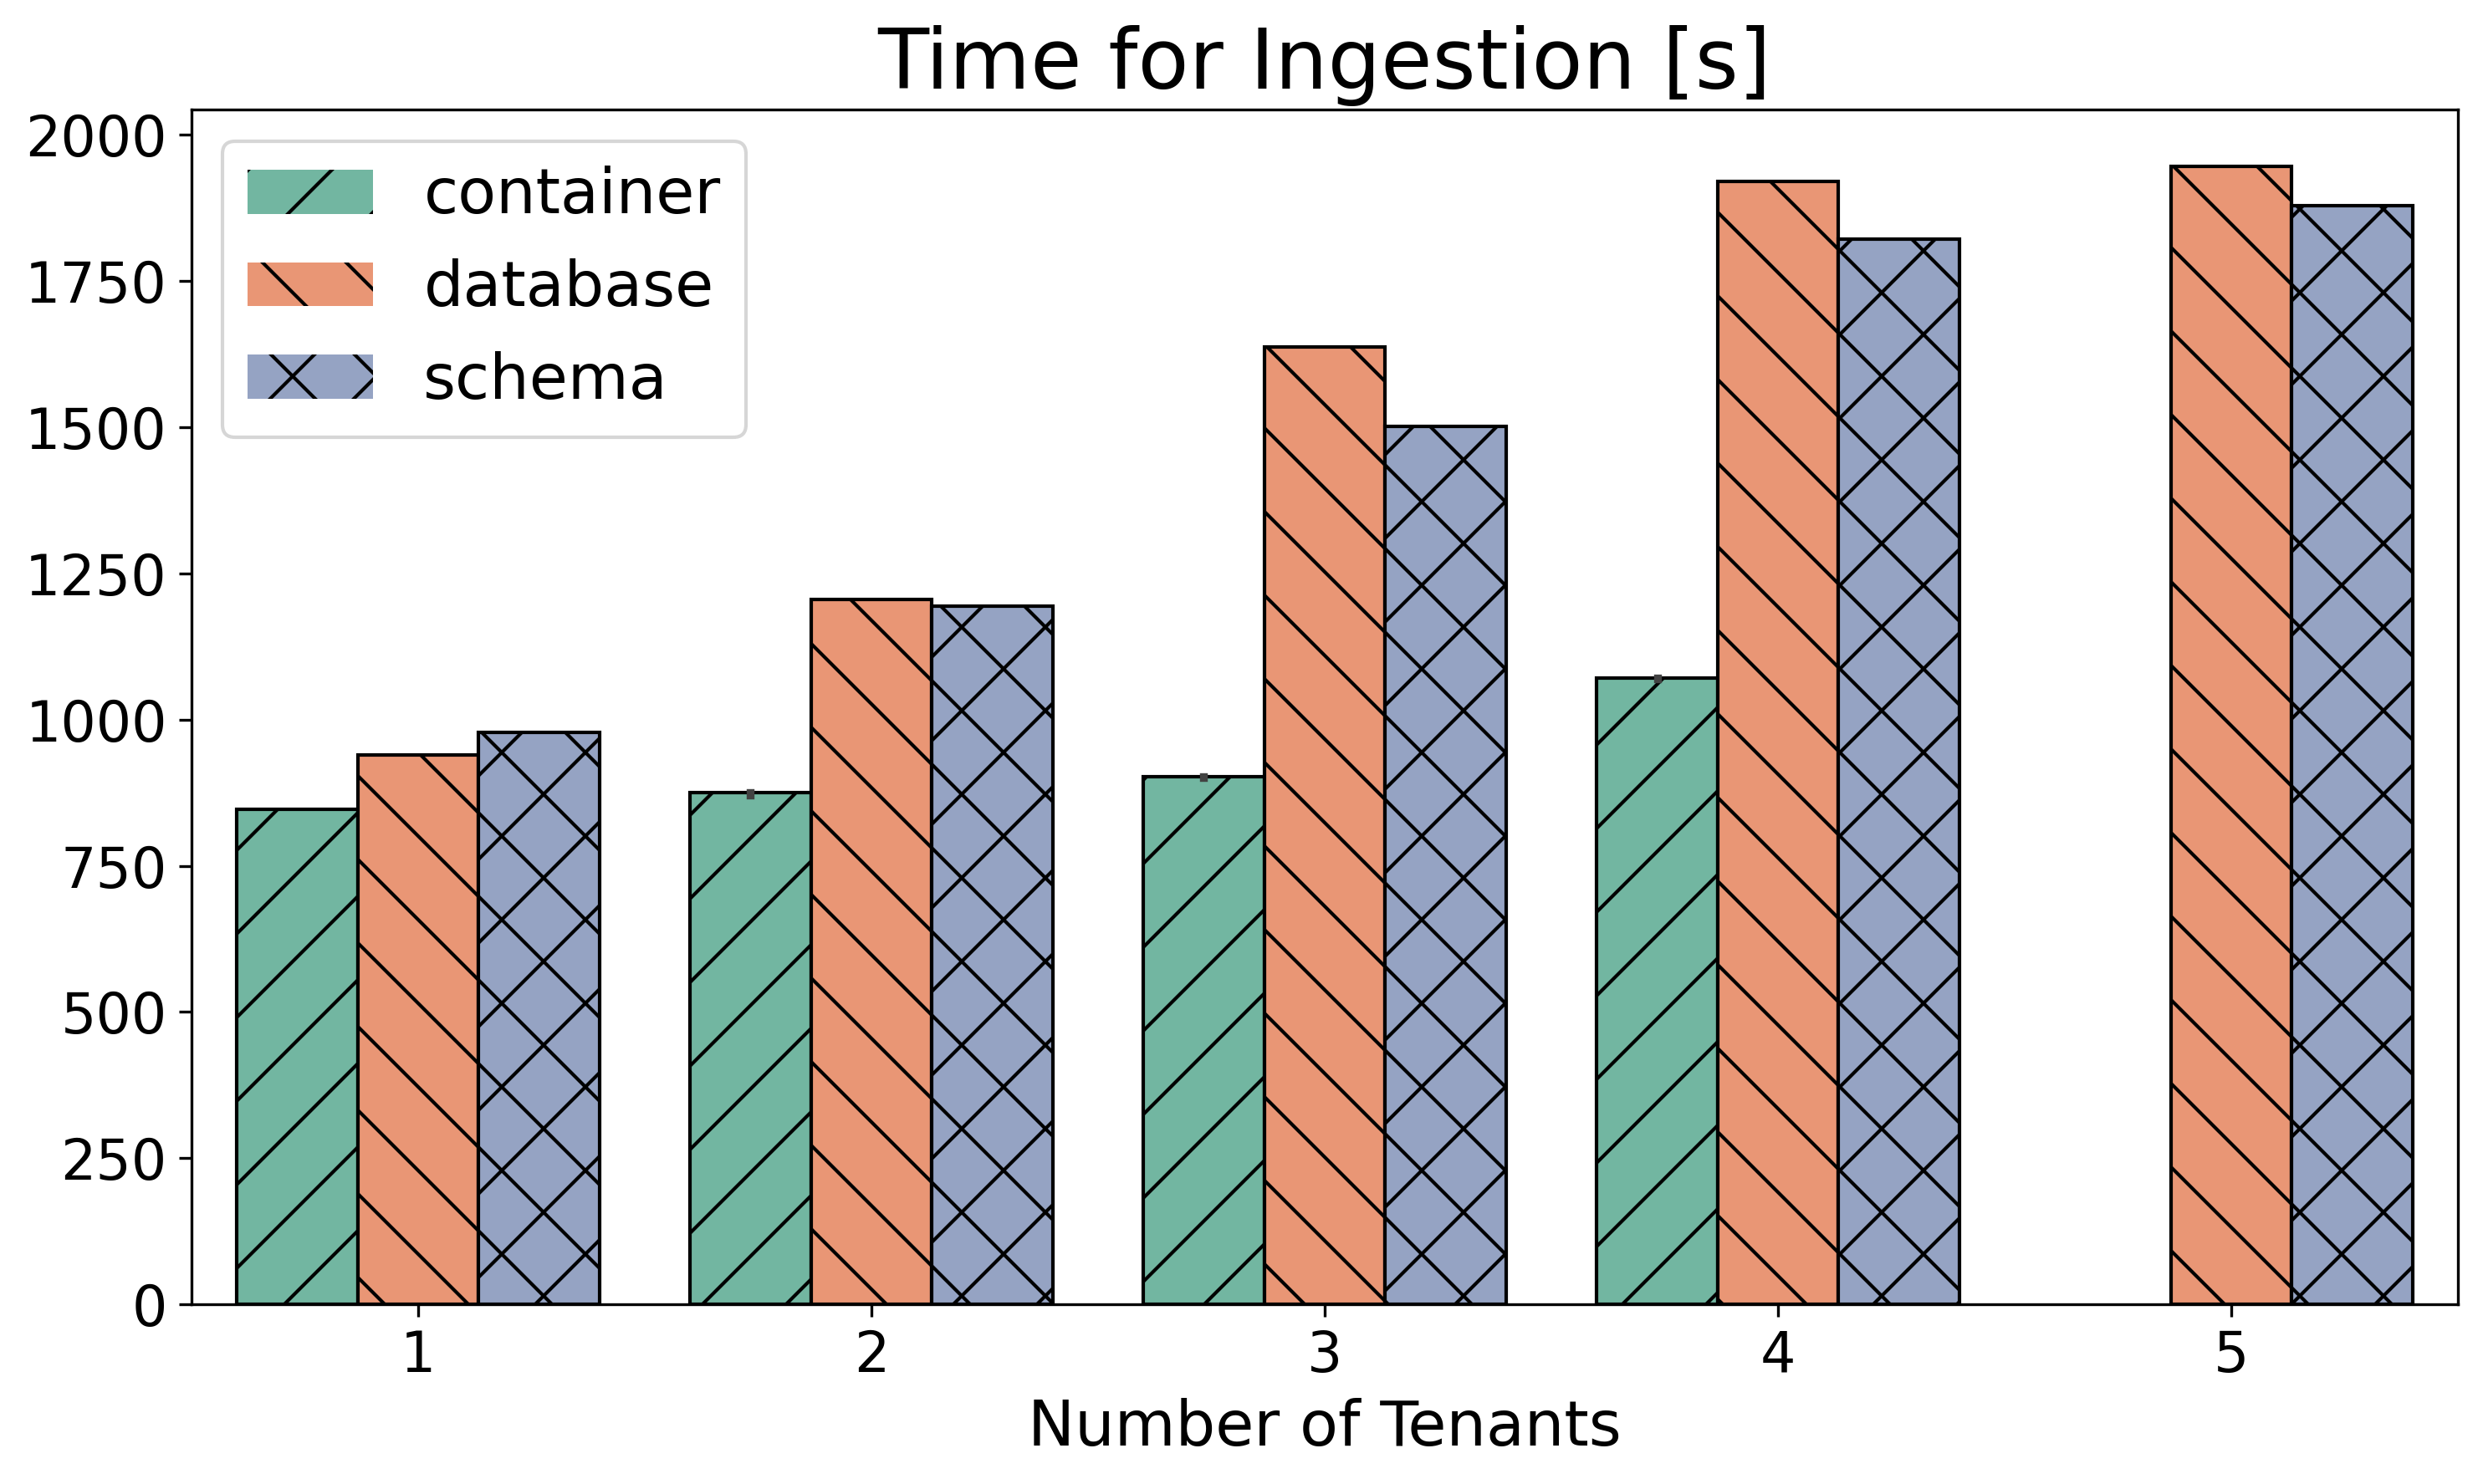 Time for Ingestion [s]
2000
1750
1500
1250
1000
750
500
250
0
container
database
schema
1 2 3 4 5
Number of Tenants